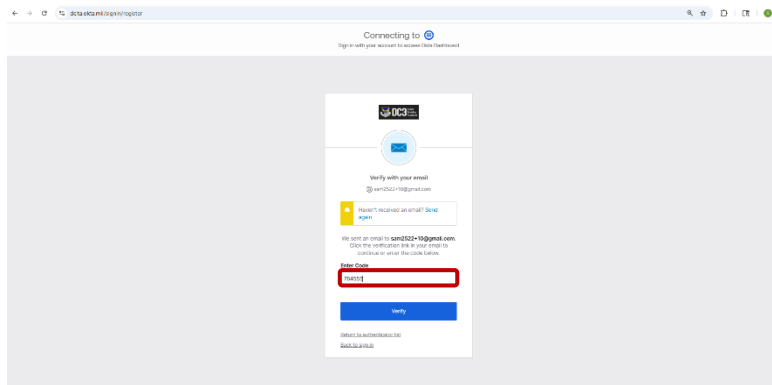 dcita.okta.mil/signin/register
Connecting to
Sign in with your account to access Okta Dashboard
DC3
Verify with your email
sam2522+10@gmail.com
Haven't received an email? Send
again
We sent an email to sam2522+10@gmail.com.
Click the verification link in your email to
continue or enter the code below.
Enter Code
764555
Verify
Return to authenticator list
Back to sign in